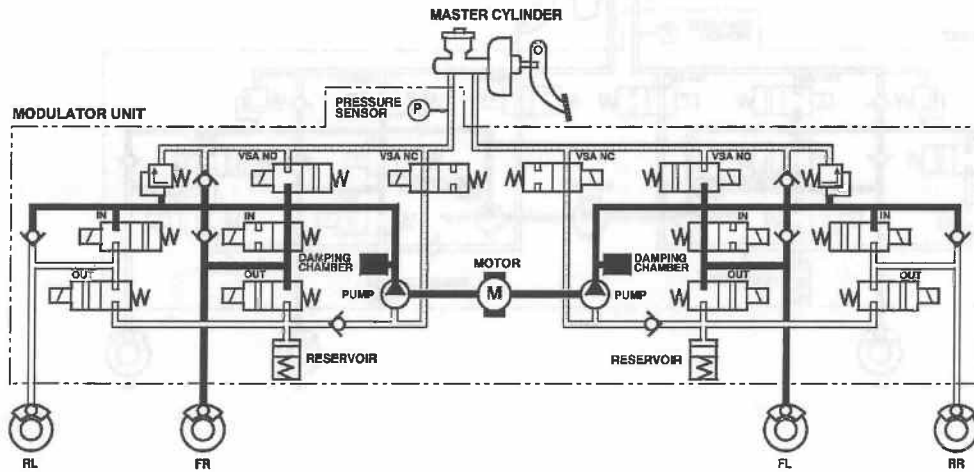 MASTER CYLINDER
PRESSURE
SENSOR
P
MODULATOR UNIT
VSA NO
VSA NC
VSA NC
VSA NO
IN
IN
IN
IN
OUT
OUT
DAMPING
CHAMBER
MOTOR
M
DAMPING
CHAMBER
OUT
OUT
PUMP
PUMP
RESERVOIR
RESERVOIR
RL
FR
FL
RR